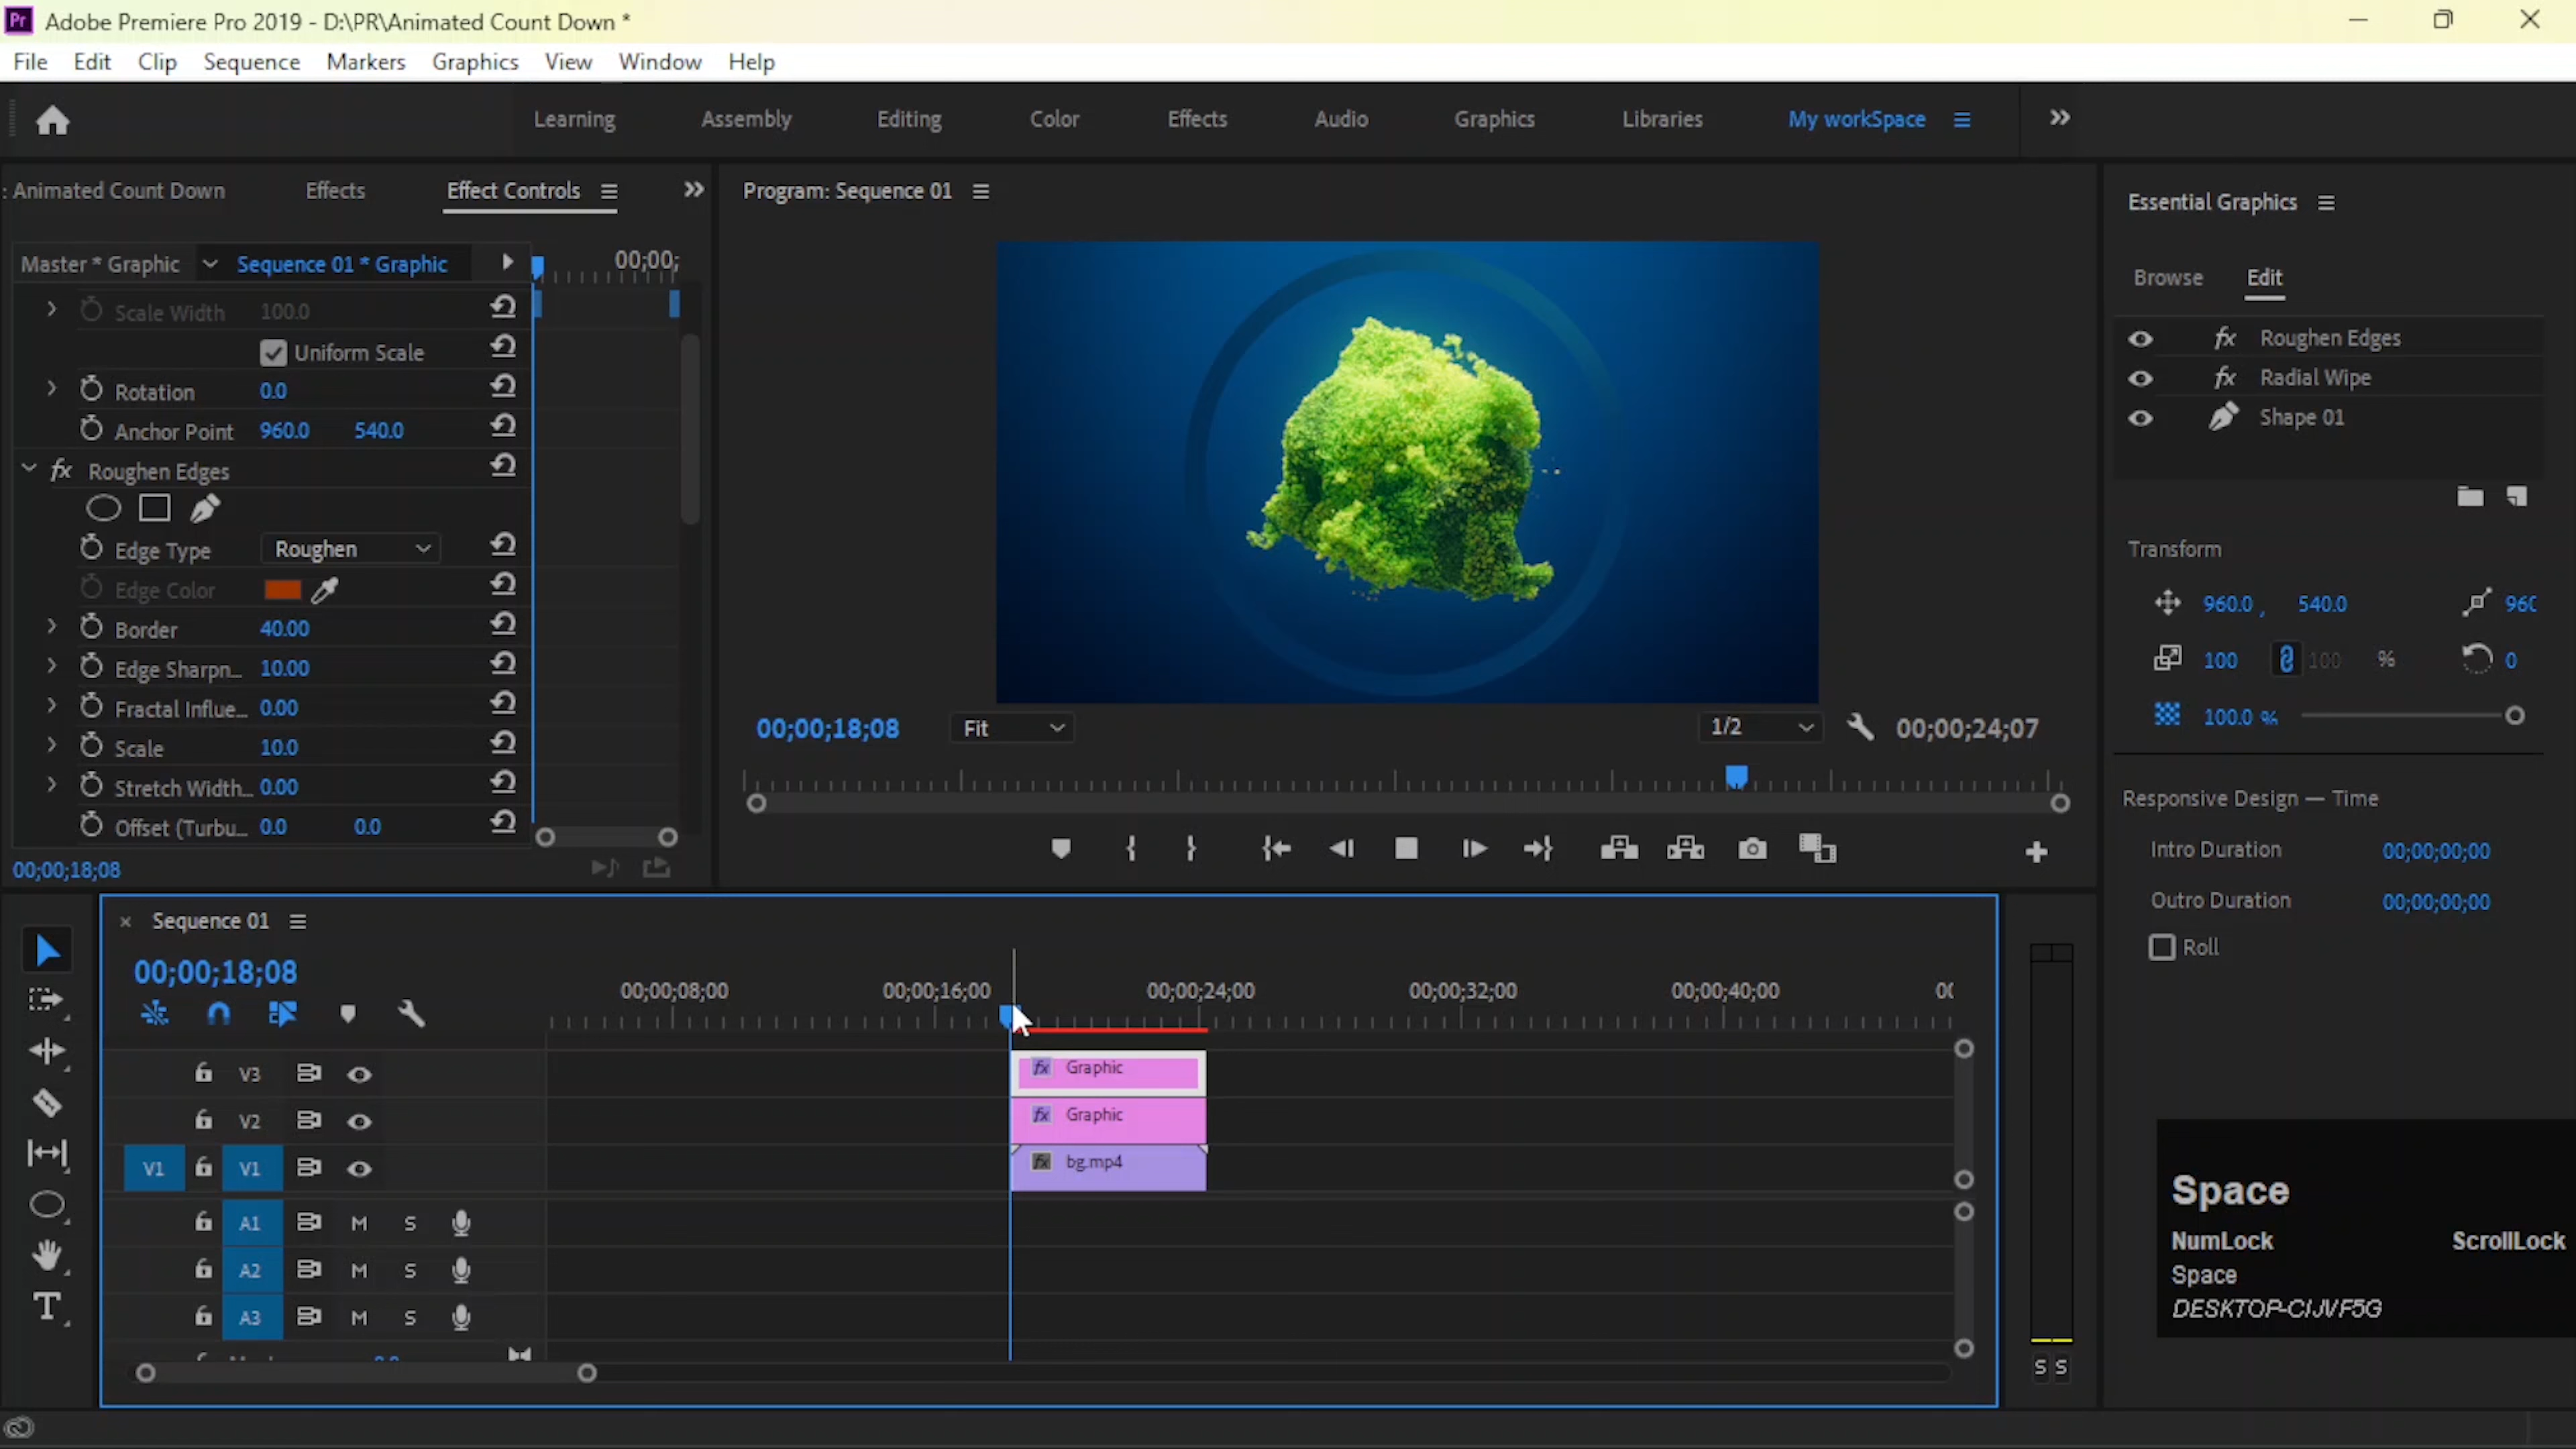 Pr Adobe Premiere Pro 2019 - D:\PR\Animated Count Down *
File Edit Clip Sequence Markers Graphics View Window Help
Learning Assembly Editing Color Effects Audio Graphics Libraries My workSpace
: Animated Count Down Effects Effect Controls
Program: Sequence 01
Essential Graphics
Browse Edit
Master * Graphic Sequence 01 * Graphic 00;00;
Scale Width 100.0
Uniform Scale
Rotation 0.0
Anchor Point 960.0 540.0
fx Roughen Edges
Edge Type Roughen
Edge Color
Border 40.00
Edge Sharpn... 10.00
Fractal Influe... 0.00
Scale 10.0
Stretch Width... 0.00
Offset (Turbu... 0.0 0.0
00;00;18;08
00;00;18;08 Fit 1/2 00;00;24;07
fx Roughen Edges
fx Radial Wipe
Shape 01
Transform
960.0 , 540.0 960
100 100 % 0
100.0 %
Responsive Design — Time
Intro Duration 00;00;00;00
Outro Duration 00;00;00;00
Roll
× Sequence 01
00;00;18;08
00;00;08;00 00;00;16;00 00;00;24;00 00;00;32;00 00;00;40;00 00
V3 fx Graphic
V2 fx Graphic
V1 V1 fx bg.mp4
A1 M S
A2 M S
A3 M S
S S
T
Space
NumLock ScrollLock
Space
DESKTOP-CIJVF5G